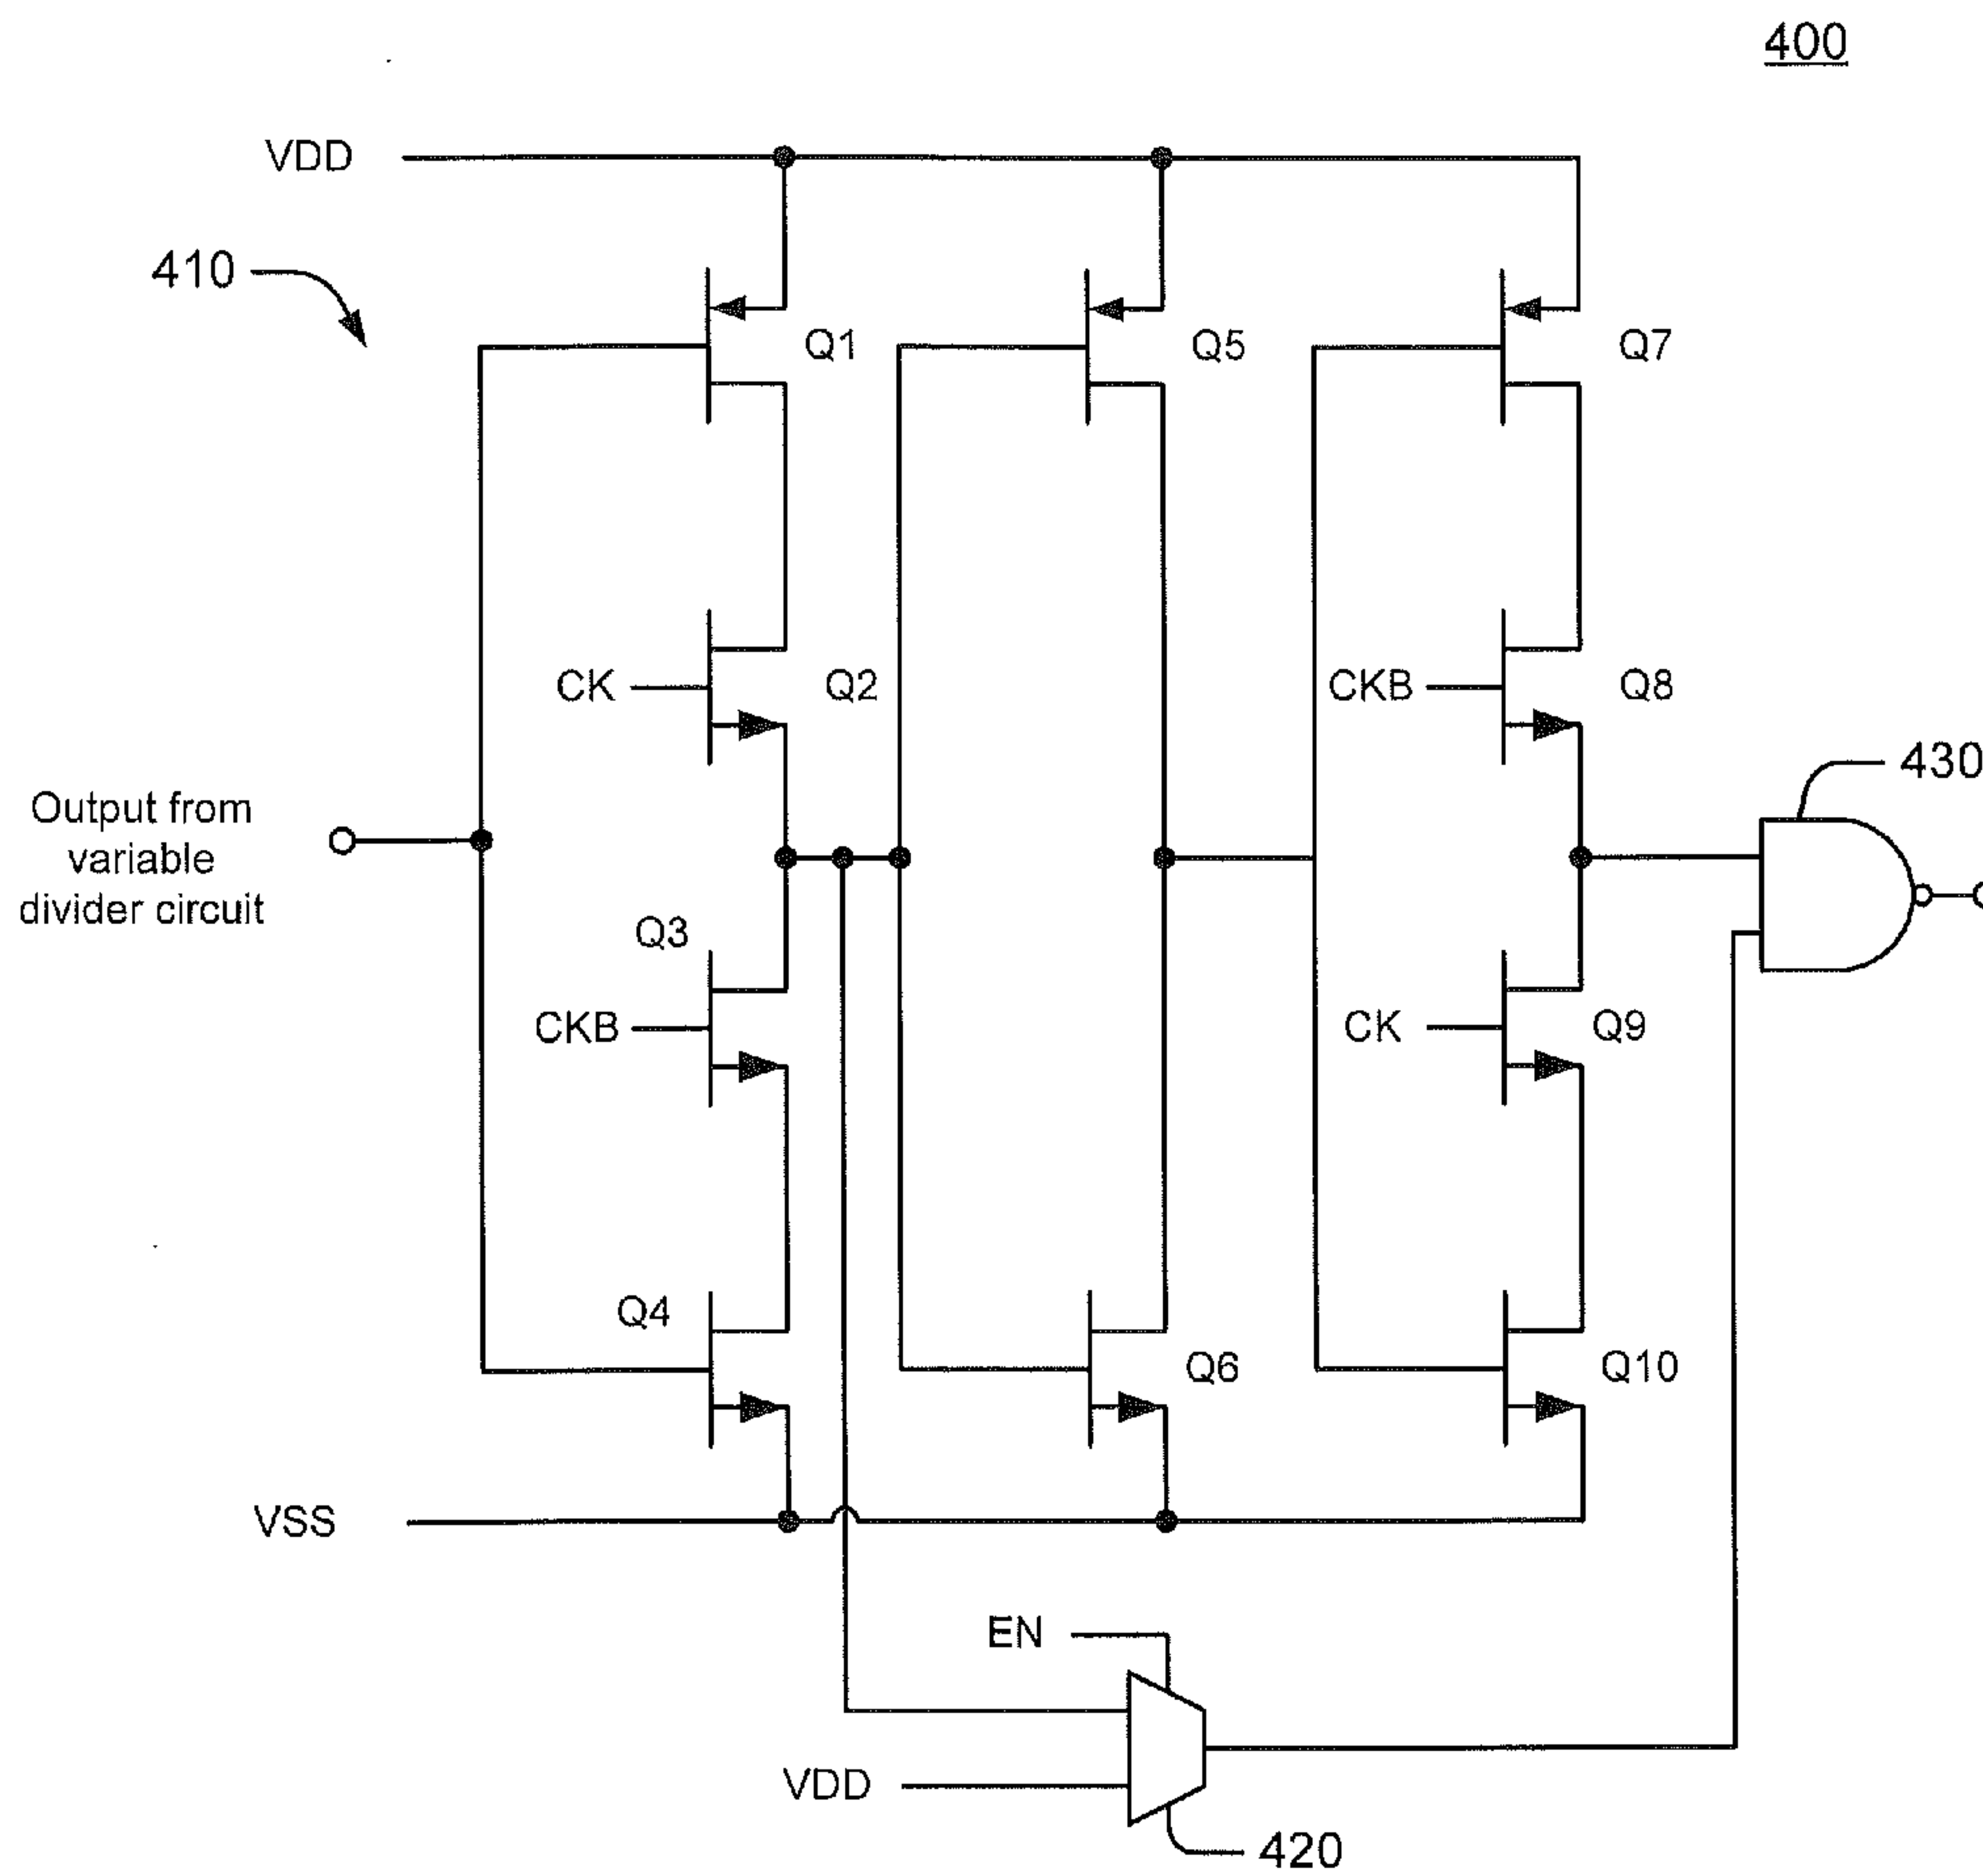 400
VDD
410
Q1
Q5
Q7
CK
Q2
CKB
Q8
430
Output from
variable
divider circuit
Q3
CKB
CK
Q9
Q4
Q6
Q10
VSS
EN
VDD
420